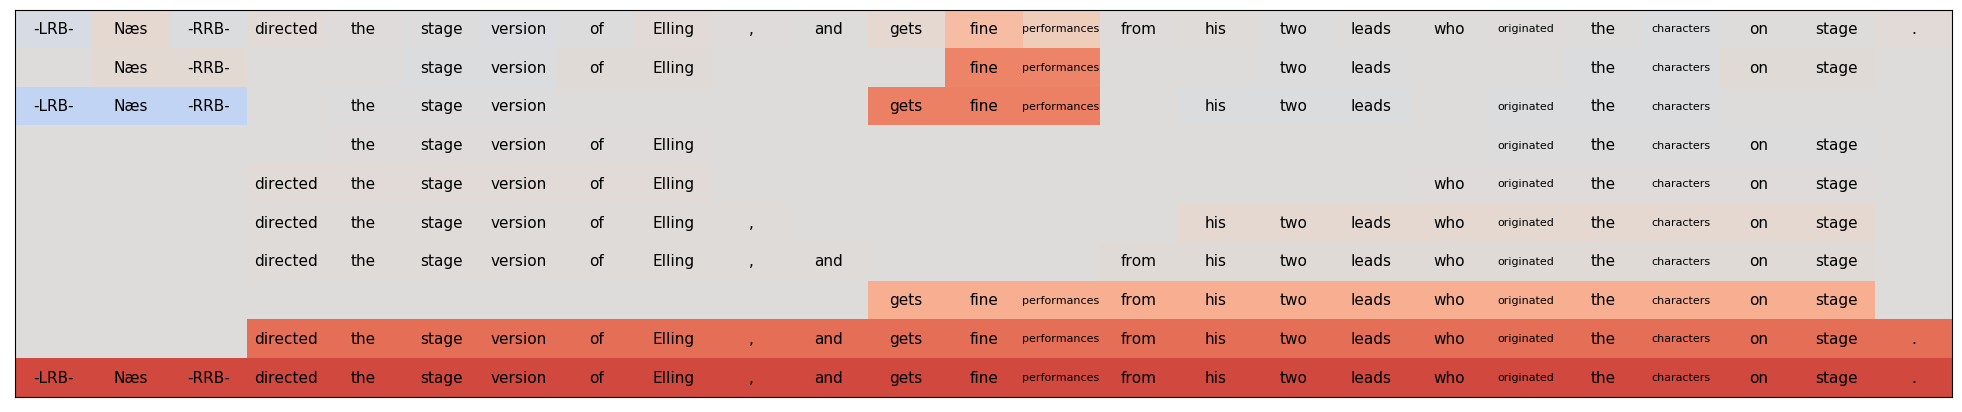 -LRB- Næs -RRB- directed the stage version of Elling , and gets fine performances from his two leads who originated the characters on stage .
Næs -RRB- stage version of Elling fine performances two leads the characters on stage
-LRB- Næs -RRB- the stage version gets fine performances his two leads originated the characters
the stage version of Elling originated the characters on stage
directed the stage version of Elling who originated the characters on stage
directed the stage version of Elling , his two leads who originated the characters on stage
directed the stage version of Elling , and from his two leads who originated the characters on stage
gets fine performances from his two leads who originated the characters on stage
directed the stage version of Elling , and gets fine performances from his two leads who originated the characters on stage .
-LRB- Næs -RRB- directed the stage version of Elling , and gets fine performances from his two leads who originated the characters on stage .